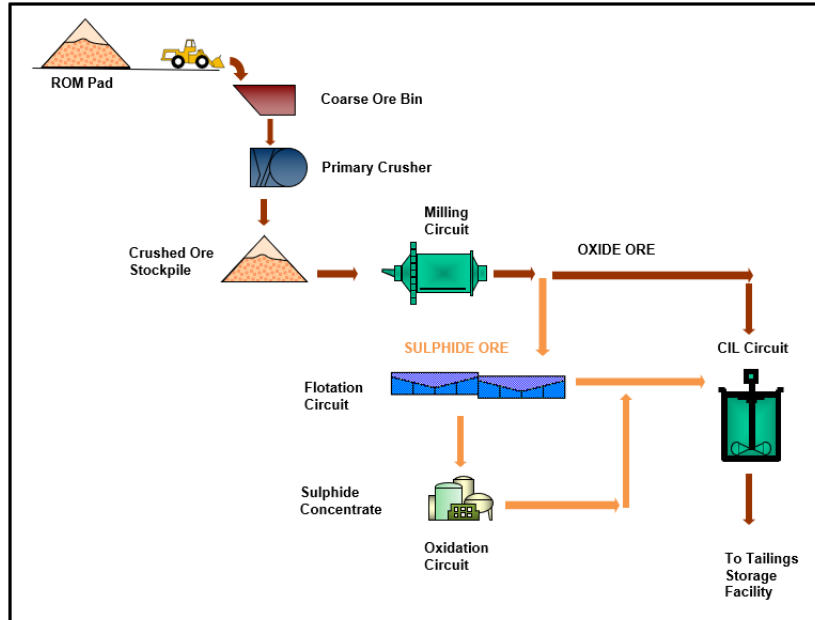 ROM Pad
Coarse Ore Bin
Primary Crusher
Milling
Circuit
Crushed Ore
Stockpile
OXIDE ORE
SULPHIDE ORE
CIL Circuit
Flotation
Circuit
Sulphide
Concentrate
Oxidation
Circuit
To Tailings
Storage
Facility